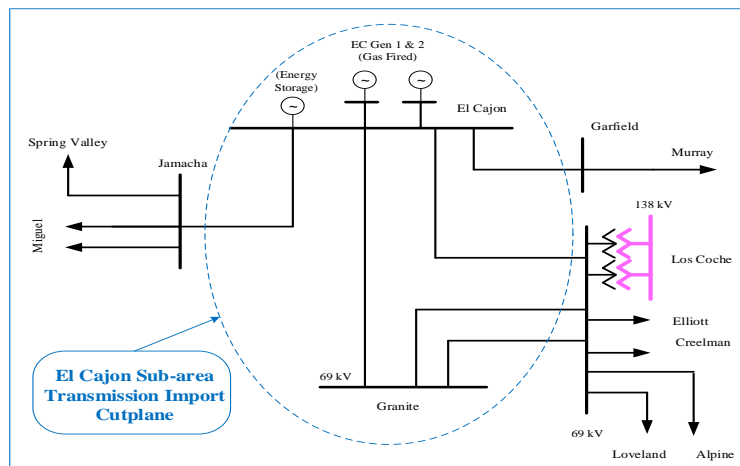 EC Gen 1 & 2
(Gas Fired)
(Energy
Storage)
~
~
~
El Cajon
Garfield
Spring Valley
Jamacha
Murray
138 kV
Miguel
Los Coche
Elliott
Creelman
El Cajon Sub-area
Transmission Import
Cutplane
69 kV
Granite
69 kV
Loveland
Alpine